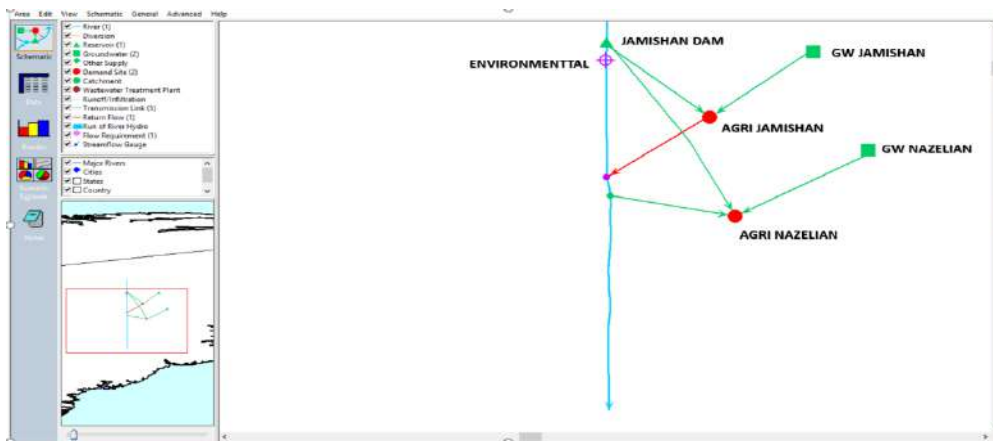 Area Edit View Schematic General Advanced Help
Schematic
River (1)
Diversion
Reservoir (1)
Groundwater (2)
Other Supply
Demand Site (2)
Catchment
Wastewater Treatment Plant
Runoff/Infiltration
Transmission Link (5)
Return Flow (1)
Run of River Hydro
Flow Requirement (1)
Streamflow Gauge
Major Rivers
Cities
States
Country
Data
Results
Notes
JAMISHAN DAM
ENVIRONMENTTAL
GW JAMISHAN
AGRI JAMISHAN
GW NAZELIAN
AGRI NAZELIAN